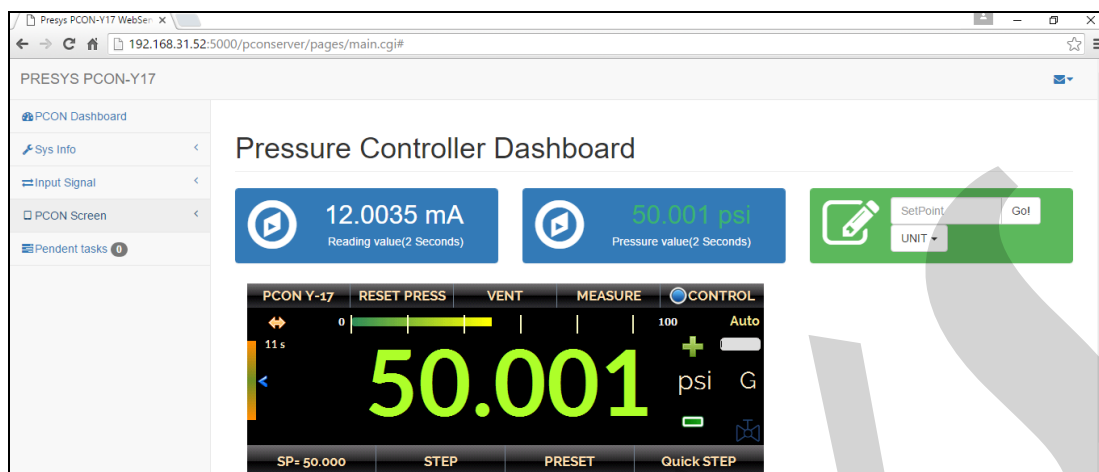 Presys PCON-Y17 WebSer
192.168.31.52:5000/pconserver/pages/main.cgi#
PRESYS PCON-Y17
PCON Dashboard
Sys Info
Input Signal
PCON Screen
Pendent tasks 0
Pressure Controller Dashboard
12.0035 mA
Reading value(2 Seconds)
50.001 psi
Pressure value(2 Seconds)
SetPoint Go!
UNIT
PCON Y-17 RESET PRESS VENT MEASURE CONTROL
0 100 Auto
11 s
50.001 psi G
SP= 50.000 STEP PRESET Quick STEP